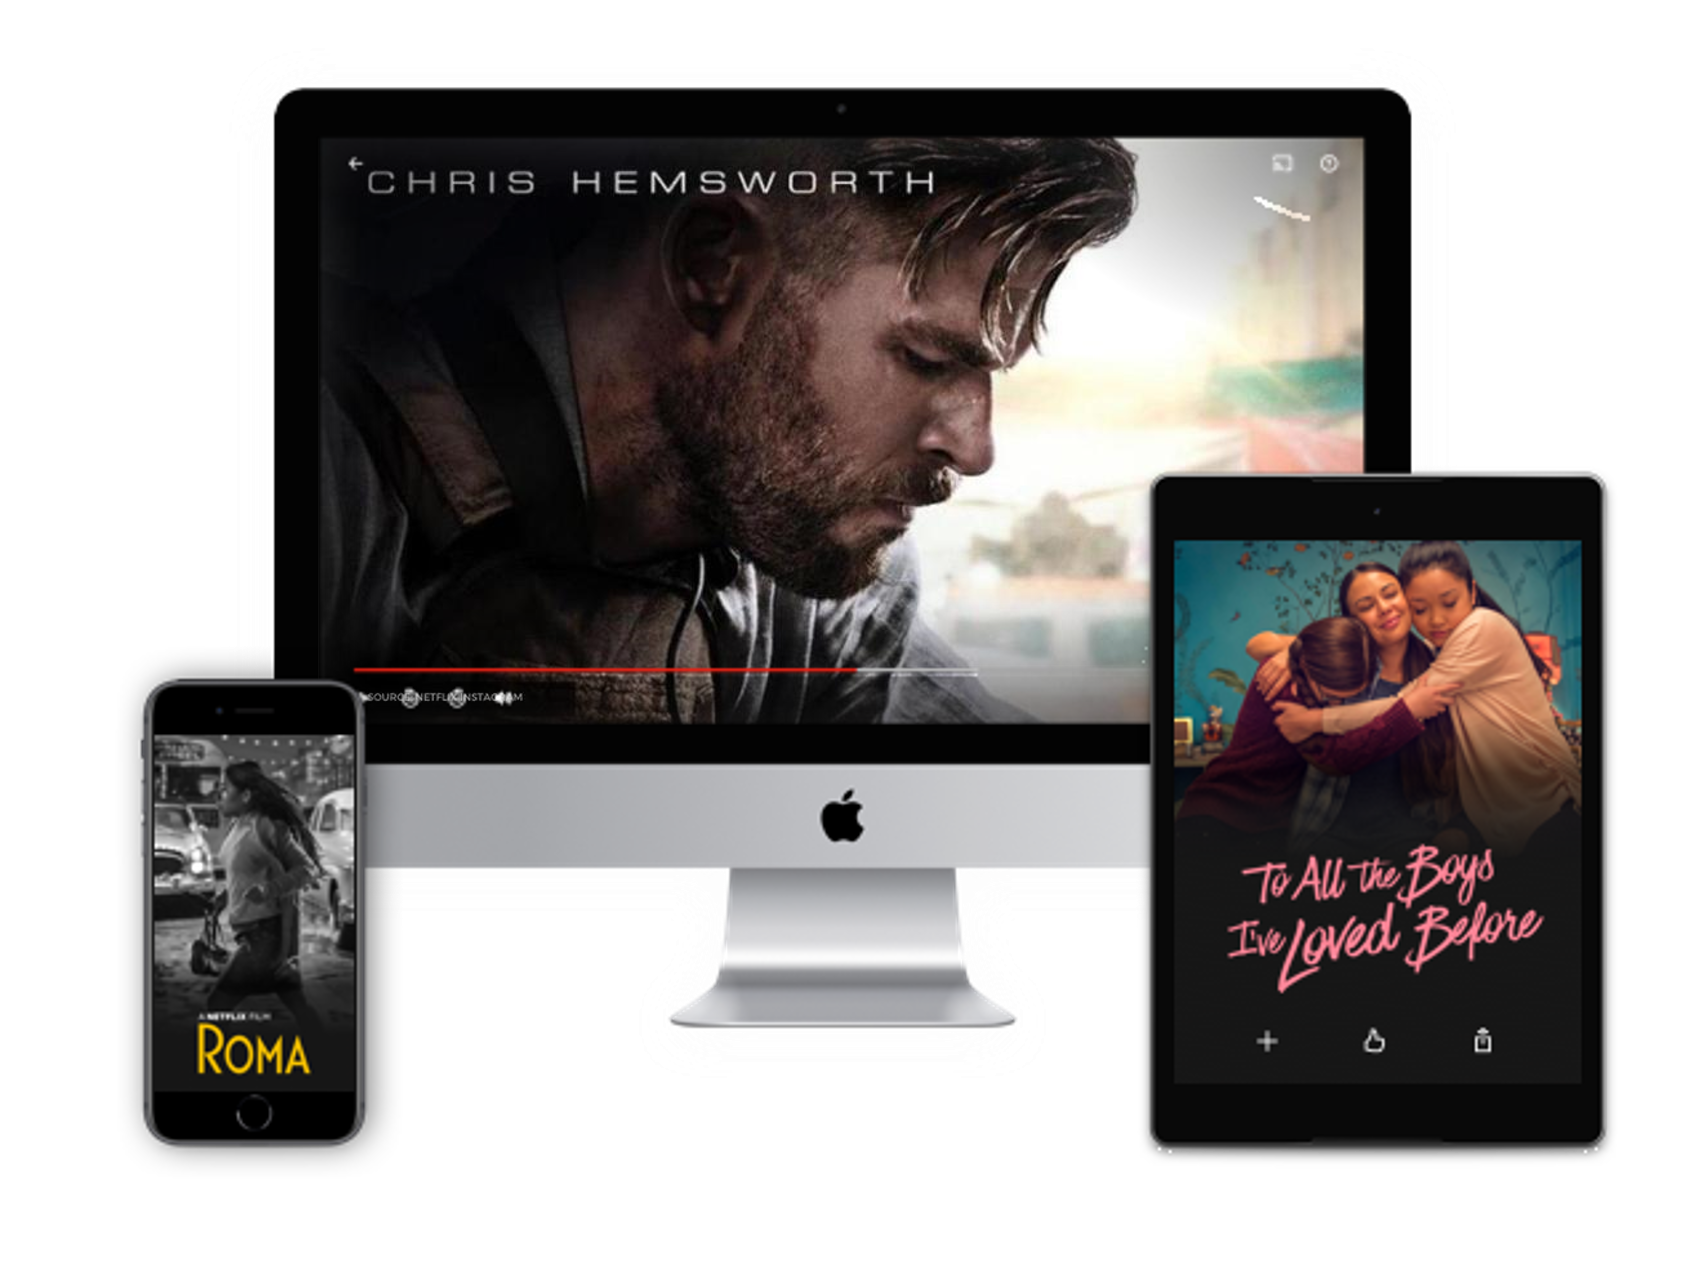 CHRIS HEMSWORTH
SOURCE: NETFLIX INSTAGRAM
A NETFLIX FILM
ROMA
To All the Boys
I've Loved Before